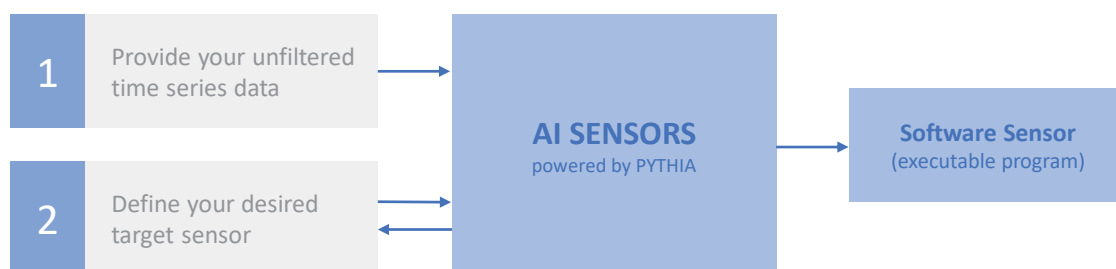 1
Provide your unfiltered
time series data
2
Define your desired
target sensor
AI SENSORS
powered by PYTHIA
Software Sensor
(executable program)